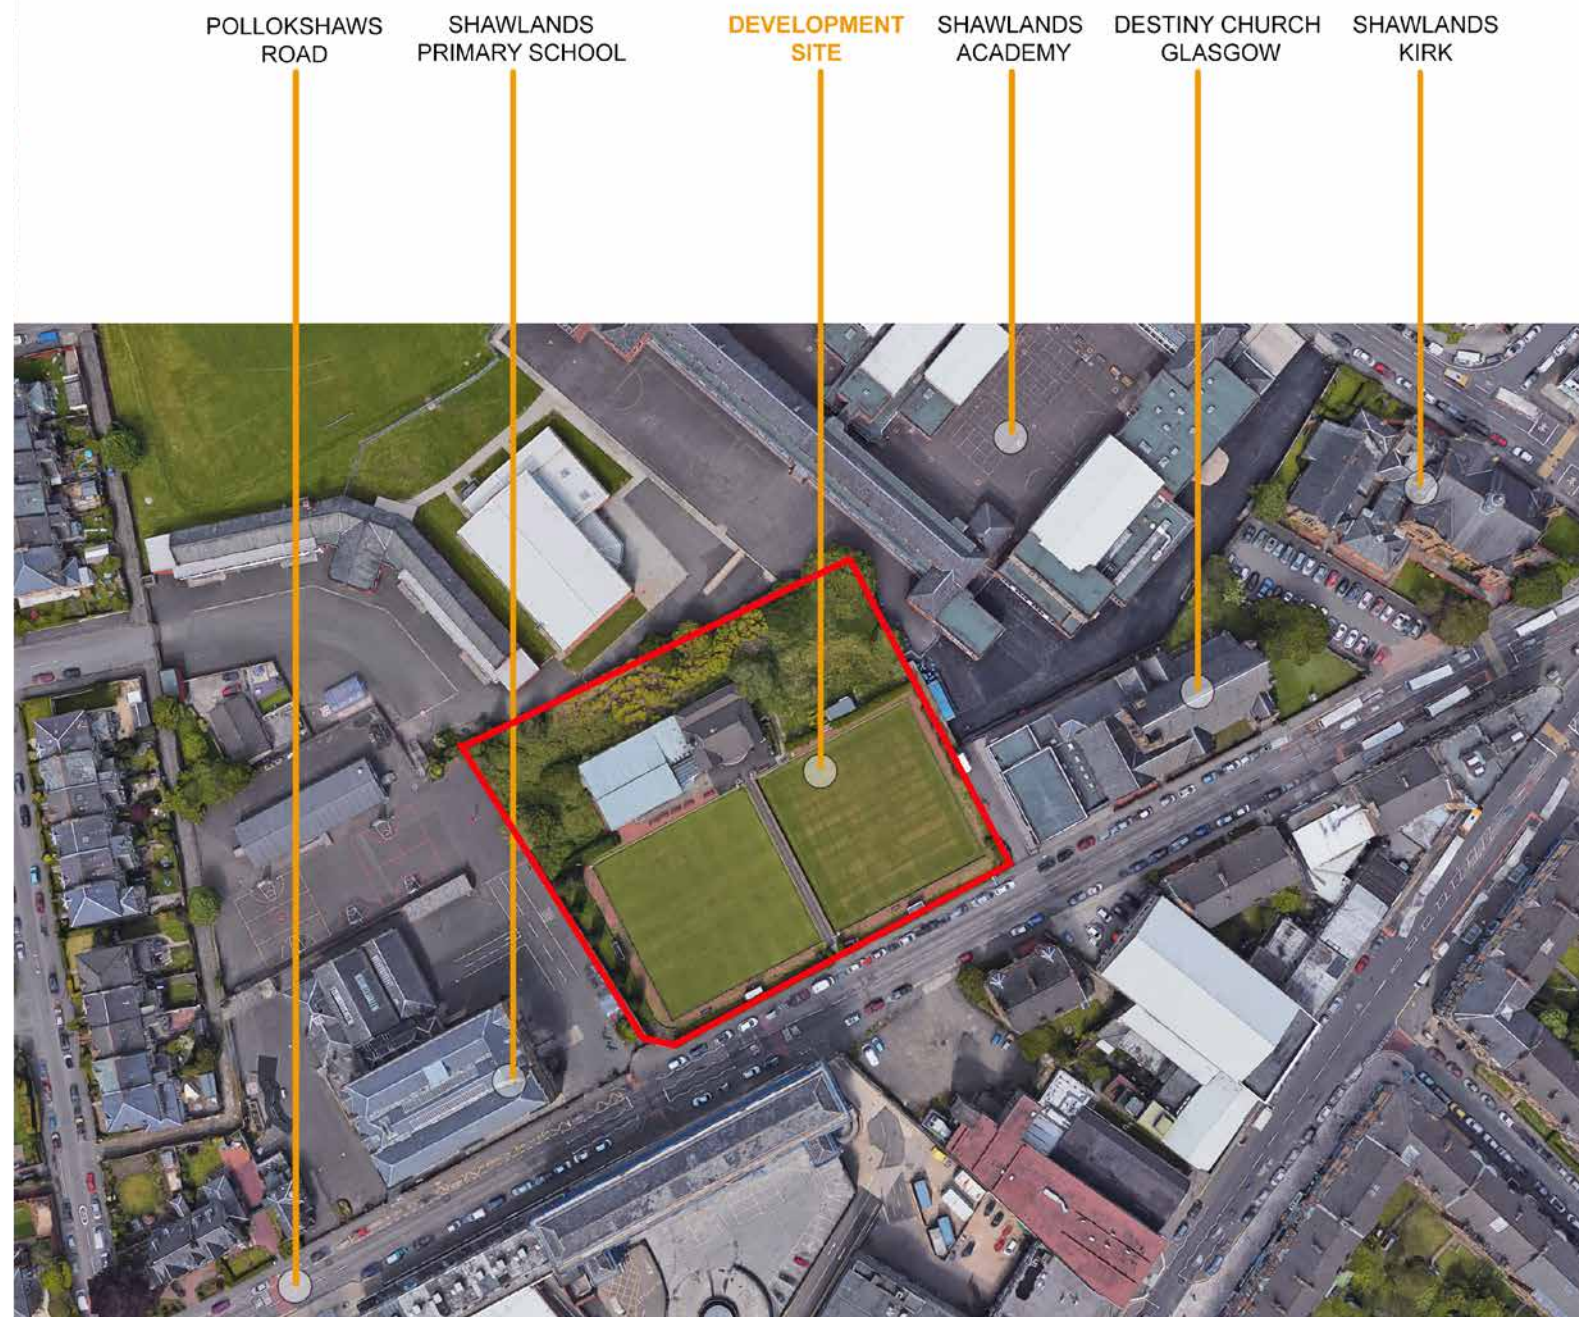 POLLOKSHAWS
ROAD
SHAWLANDS
PRIMARY SCHOOL
DEVELOPMENT
SITE
SHAWLANDS
ACADEMY
DESTINY CHURCH
GLASGOW
SHAWLANDS
KIRK